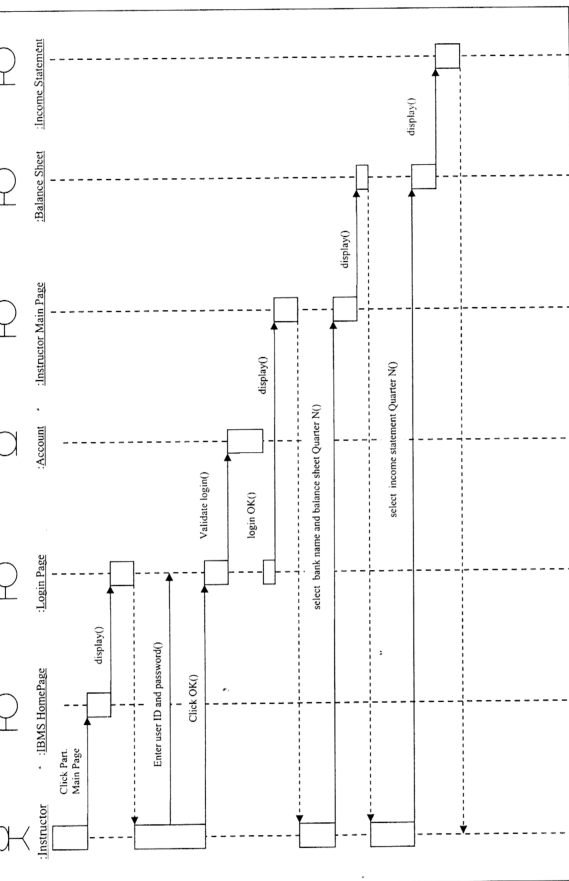 :Instructor
:IBMS HomePage
:Login Page
:Account
:Instructor Main Page
:Balance Sheet
:Income Statement
Click Part.
Main Page
display()
Enter user ID and password()
Click OK()
Validate login()
login OK()
display()
select bank name and balance sheet Quarter N()
display()
select income statement Quarter N()
display()